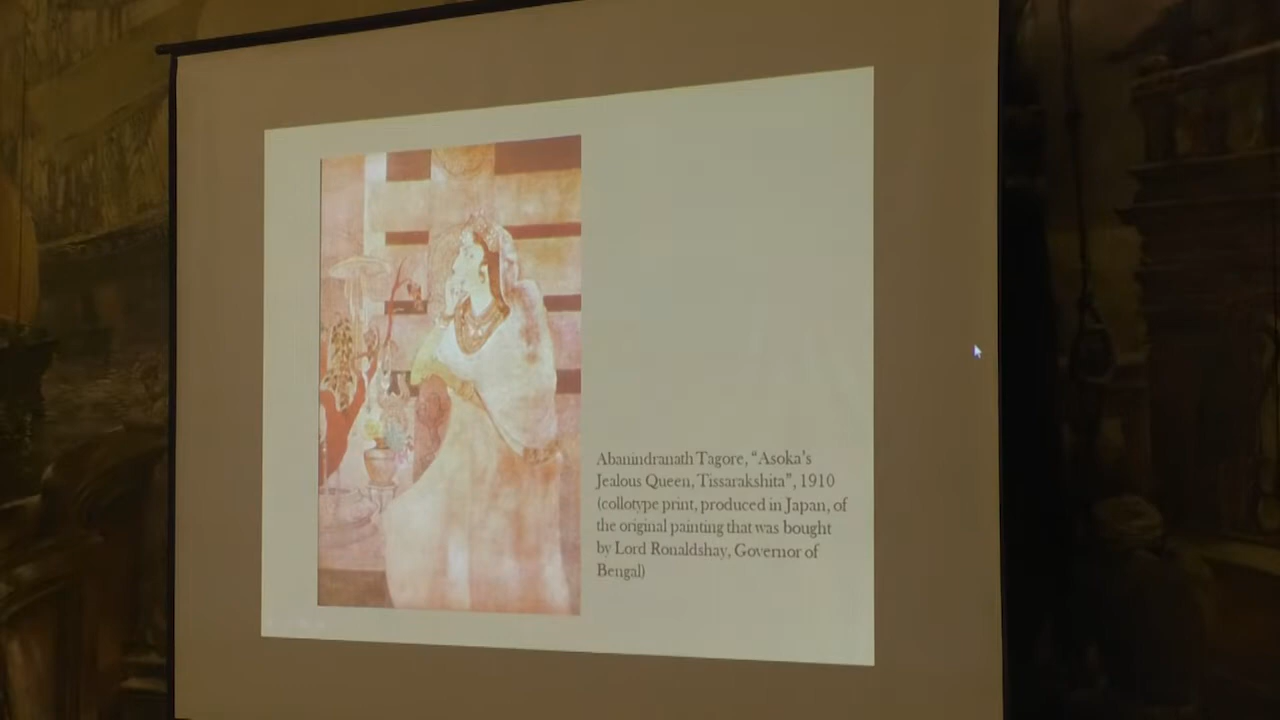 Abanindranath Tagore, “Asoka’s
Jealous Queen, Tissarakshita”, 1910
(collotype print, produced in Japan, of
the original painting that was bought
by Lord Ronaldshay, Governor of
Bengal)